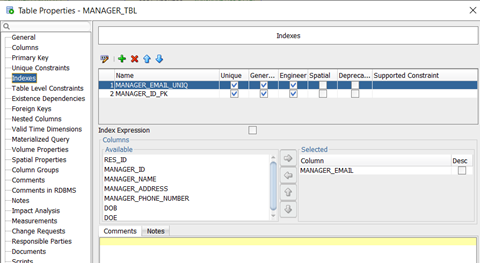 Table Properties - MANAGER_TBL
General
Columns
Primary Key
Unique Constraints
Indexes
Table Level Constraints
Existence Dependencies
Foreign Keys
Nested Columns
Valid Time Dimensions
Materialized Query
Volume Properties
Spatial Properties
Column Groups
Comments
Comments in RDBMS
Notes
Impact Analysis
Measurements
Change Requests
Responsible Parties
Documents
Indexes
Name Unique Gener... Engineer Spatial Depreca... Supported Constraint
1 MANAGER_EMAIL_UNIQ
2 MANAGER_ID_PK
Index Expression
Columns
Available
RES_ID
MANAGER_ID
MANAGER_NAME
MANAGER_ADDRESS
MANAGER_PHONE_NUMBER
DOB
DOE
Selected
Column Desc
MANAGER_EMAIL
Comments Notes